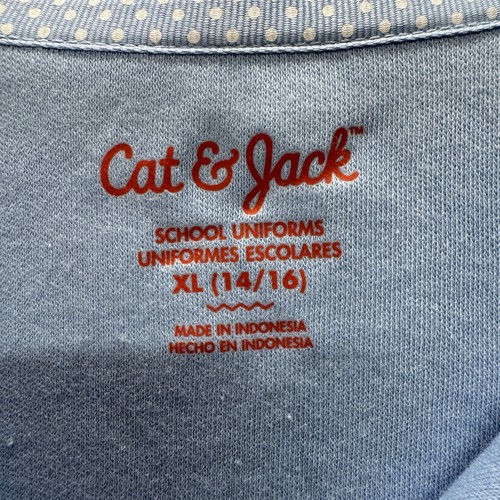 Cat & Jack™
SCHOOL UNIFORMS
UNIFORMES ESCOLARES
XL (14/16)
MADE IN INDONESIA
HECHO EN INDONESIA